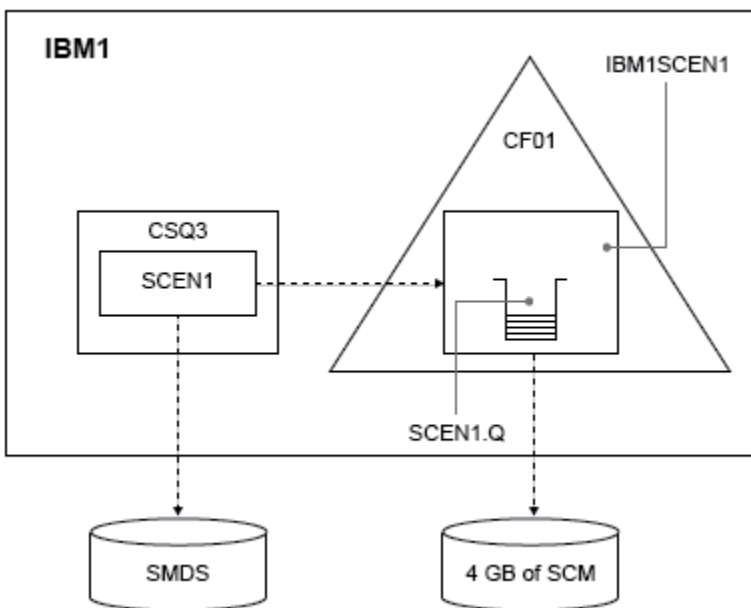 IBM1
IBM1SCEN1
CF01
CSQ3
SCEN1
SCEN1.Q
SMDS
4 GB of SCM